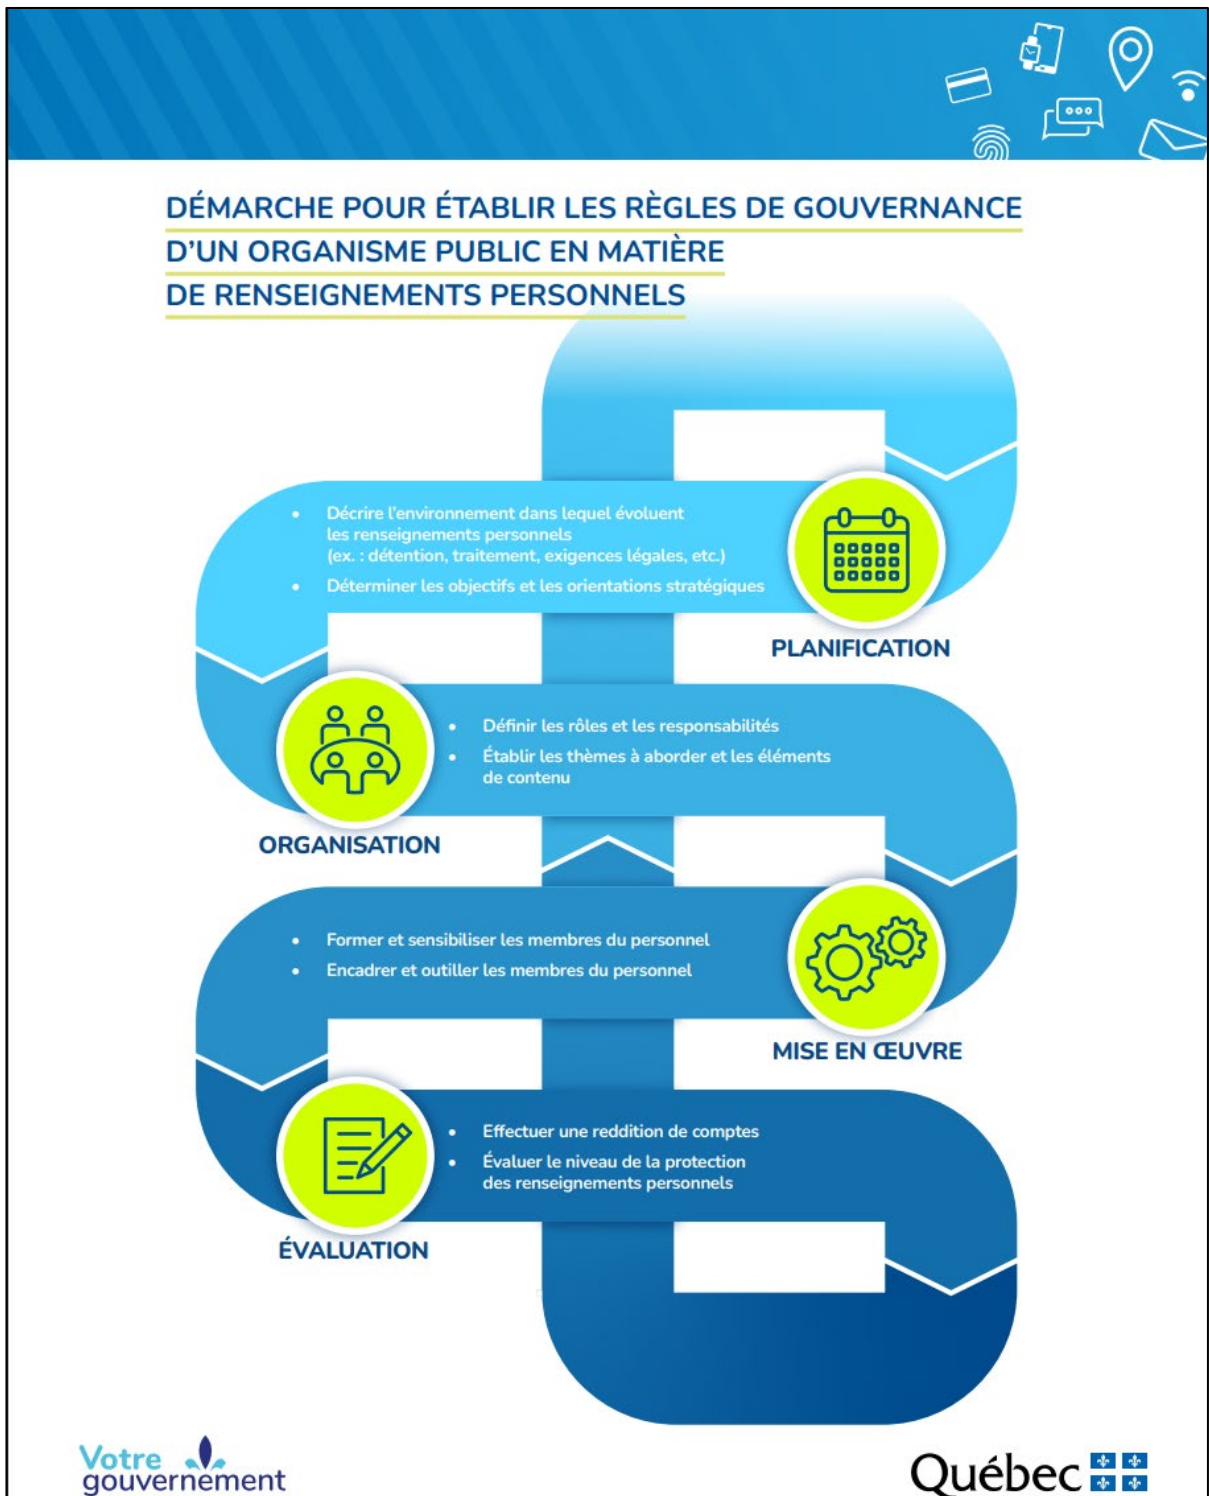 DÉMARCHE POUR ÉTABLIR LES RÈGLES DE GOUVERNANCE
D’UN ORGANISME PUBLIC EN MATIÈRE
DE RENSEIGNEMENTS PERSONNELS
• Décrire l’environnement dans lequel évoluent
les renseignements personnels
(ex. : détention, traitement, exigences légales, etc.)
• Déterminer les objectifs et les orientations stratégiques
PLANIFICATION
• Définir les rôles et les responsabilités
• Établir les thèmes à aborder et les éléments
de contenu
ORGANISATION
• Former et sensibiliser les membres du personnel
• Encadrer et outiller les membres du personnel
MISE EN ŒUVRE
• Effectuer une reddition de comptes
• Évaluer le niveau de la protection
des renseignements personnels
ÉVALUATION
Votre
gouvernement
Québec